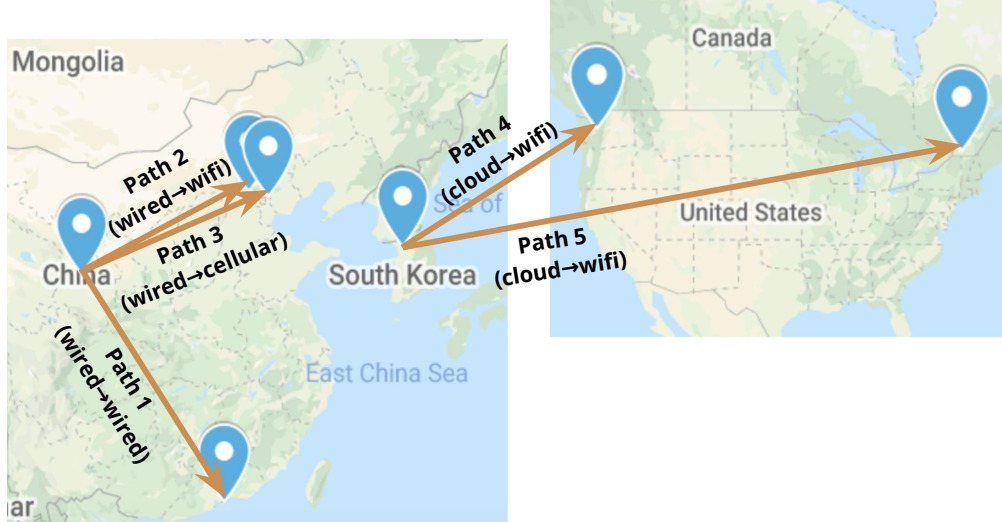 Mongolia
Canada
Path 4
(cloud→wifi)
Path 2
(wired→wifi)
Sea of
United States
Path 3
(wired→cellular)
Path 5
(cloud→wifi)
China
South Korea
Path 1
(wired→wired)
East China Sea
ar